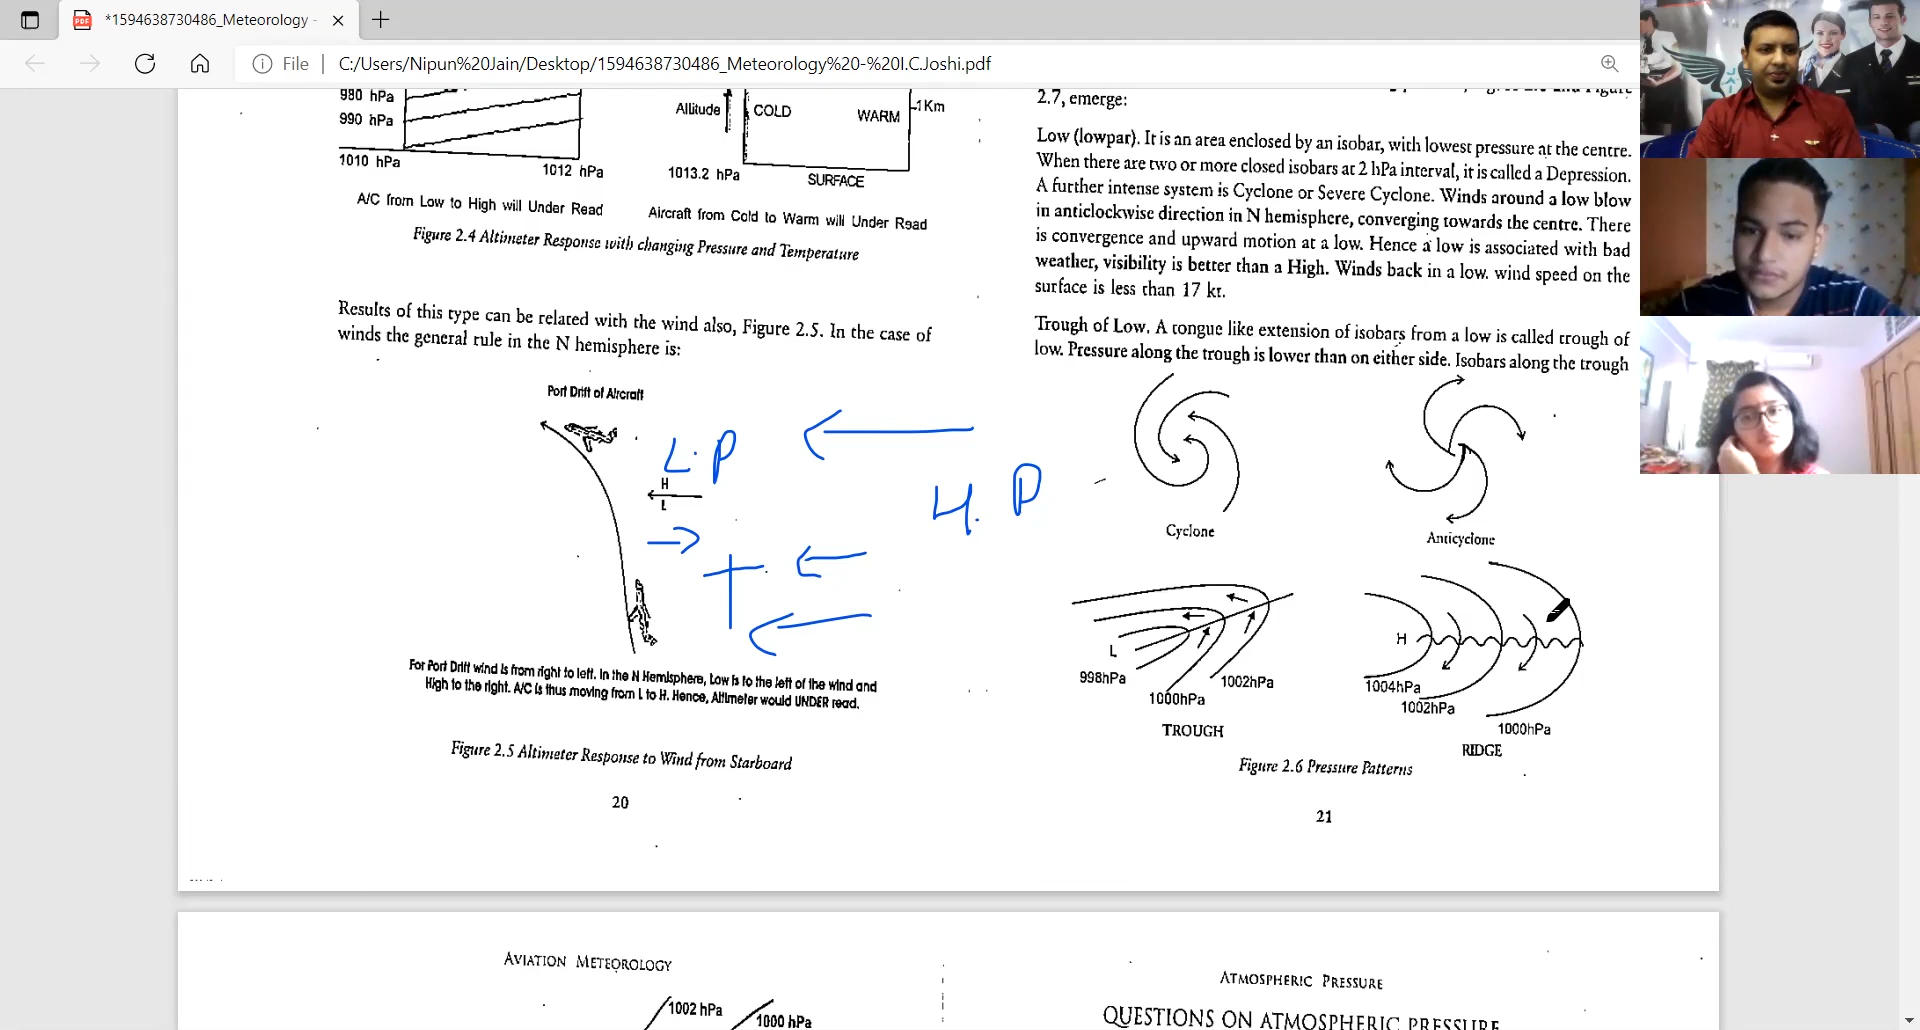 *1594638730486_Meteorology -
File
C:/Users/Nipun%20Jain/Desktop/1594638730486_Meteorology%20-%20I.C.Joshi.pdf
980 hPa
990 hPa
1010 hPa
1012 hPa
A/C from Low to High will Under Read
Altitude
COLD
WARM
1Km
1013.2 hPa
SURFACE
Aircraft from Cold to Warm will Under Read
Figure 2.4 Altimeter Response with changing Pressure and Temperature
Results of this type can be related with the wind also, Figure 2.5. In the case of
winds the general rule in the N hemisphere is:
Port Drift of Aircraft
L.P
H
L
H.P
For Port Drift wind is from right to left. In the N Hemisphere, Low is to the left of the wind and
High to the right. A/C is thus moving from L to H. Hence, Altimeter would UNDER read.
Figure 2.5 Altimeter Response to Wind from Starboard
20
Figure
2.7, emerge:
Low (lowpar). It is an area enclosed by an isobar, with lowest pressure at the centre.
When there are two or more closed isobars at 2 hPa interval, it is called a Depression.
A further intense system is Cyclone or Severe Cyclone. Winds around a low blow
in anticlockwise direction in N hemisphere, converging towards the centre. There
is convergence and upward motion at a low. Hence a low is associated with bad
weather, visibility is better than a High. Winds back in a low. wind speed on the
surface is less than 17 kt.
Trough of Low. A tongue like extension of isobars from a low is called trough of
low. Pressure along the trough is lower than on either side. Isobars along the trough
Cyclone
Anticyclone
L
998hPa
1000hPa
1002hPa
TROUGH
H
1004hPa
1002hPa
1000hPa
RIDGE
Figure 2.6 Pressure Patterns
21
AVIATION METEOROLOGY
1002 hPa
1000 hPa
ATMOSPHERIC PRESSURE
QUESTIONS ON ATMOSPHERIC PRESSURE